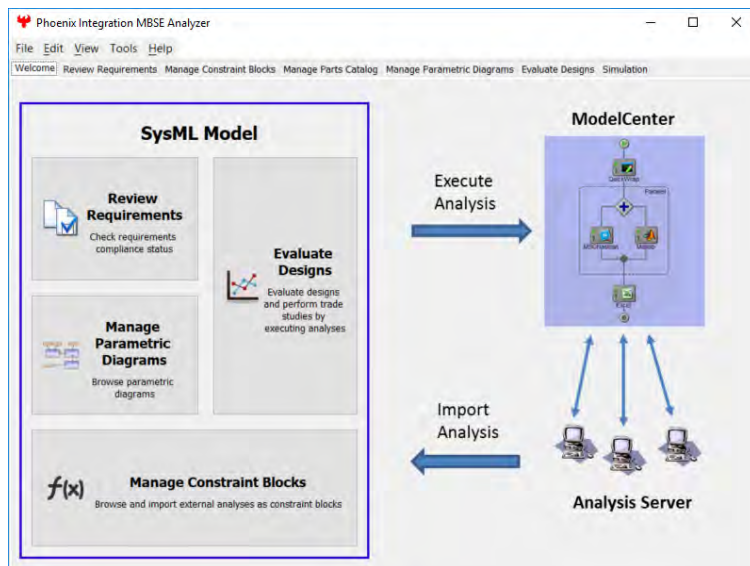 Phoenix Integration MBSE Analyzer
File Edit View Tools Help
Welcome Review Requirements Manage Constraint Blocks Manage Parts Catalog Manage Parametric Diagrams Evaluate Designs Simulation
SysML Model
Review
Requirements
Check requirements
compliance status
Manage
Parametric
Diagrams
Browse parametric
diagrams
Evaluate
Designs
Evaluate designs
and perform trade
studies by
executing analyses
f(x)
Manage Constraint Blocks
Browse and import external analyses as constraint blocks
Execute
Analysis
Import
Analysis
ModelCenter
Excel
Analysis Server